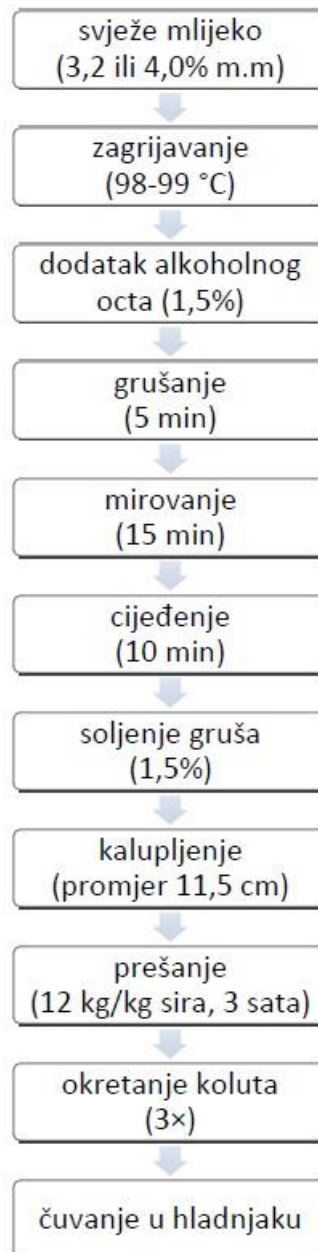 svježe mlijeko
(3,2 ili 4,0% m.m)
zagrijavanje
(98-99 °C)
dodatak alkoholnog
octa (1,5%)
grušanje
(5 min)
mirovanje
(15 min)
cijeđenje
(10 min)
soljenje gruša
(1,5%)
kalupljenje
(promjer 11,5 cm)
prešanje
(12 kg/kg sira, 3 sata)
okretanje koluta
(3×)
čuvanje u hladnjaku